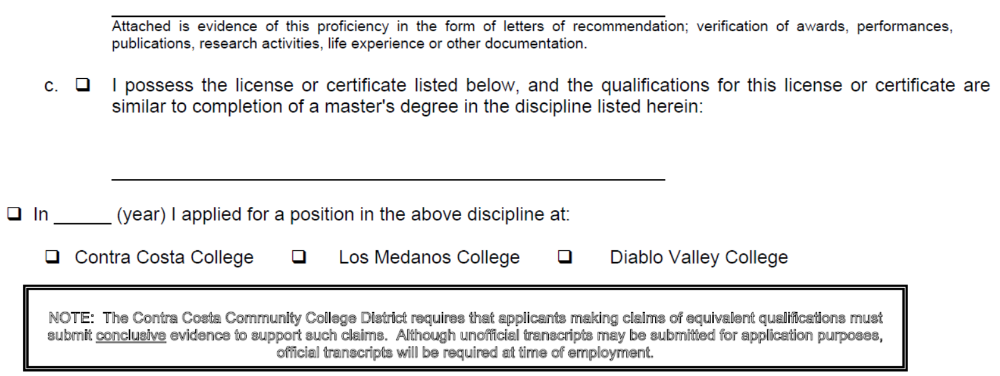 Attached is evidence of this proficiency in the form of letters of recommendation; verification of awards, performances,
publications, research activities, life experience or other documentation.
c. ❑ I possess the license or certificate listed below, and the qualifications for this license or certificate are
similar to completion of a master's degree in the discipline listed herein:
❑ In ______ (year) I applied for a position in the above discipline at:
❑ Contra Costa College ❑ Los Medanos College ❑ Diablo Valley College
NOTE: The Contra Costa Community College District requires that applicants making claims of equivalent qualifications must
submit conclusive evidence to support such claims. Although unofficial transcripts may be submitted for application purposes,
official transcripts will be required at time of employment.